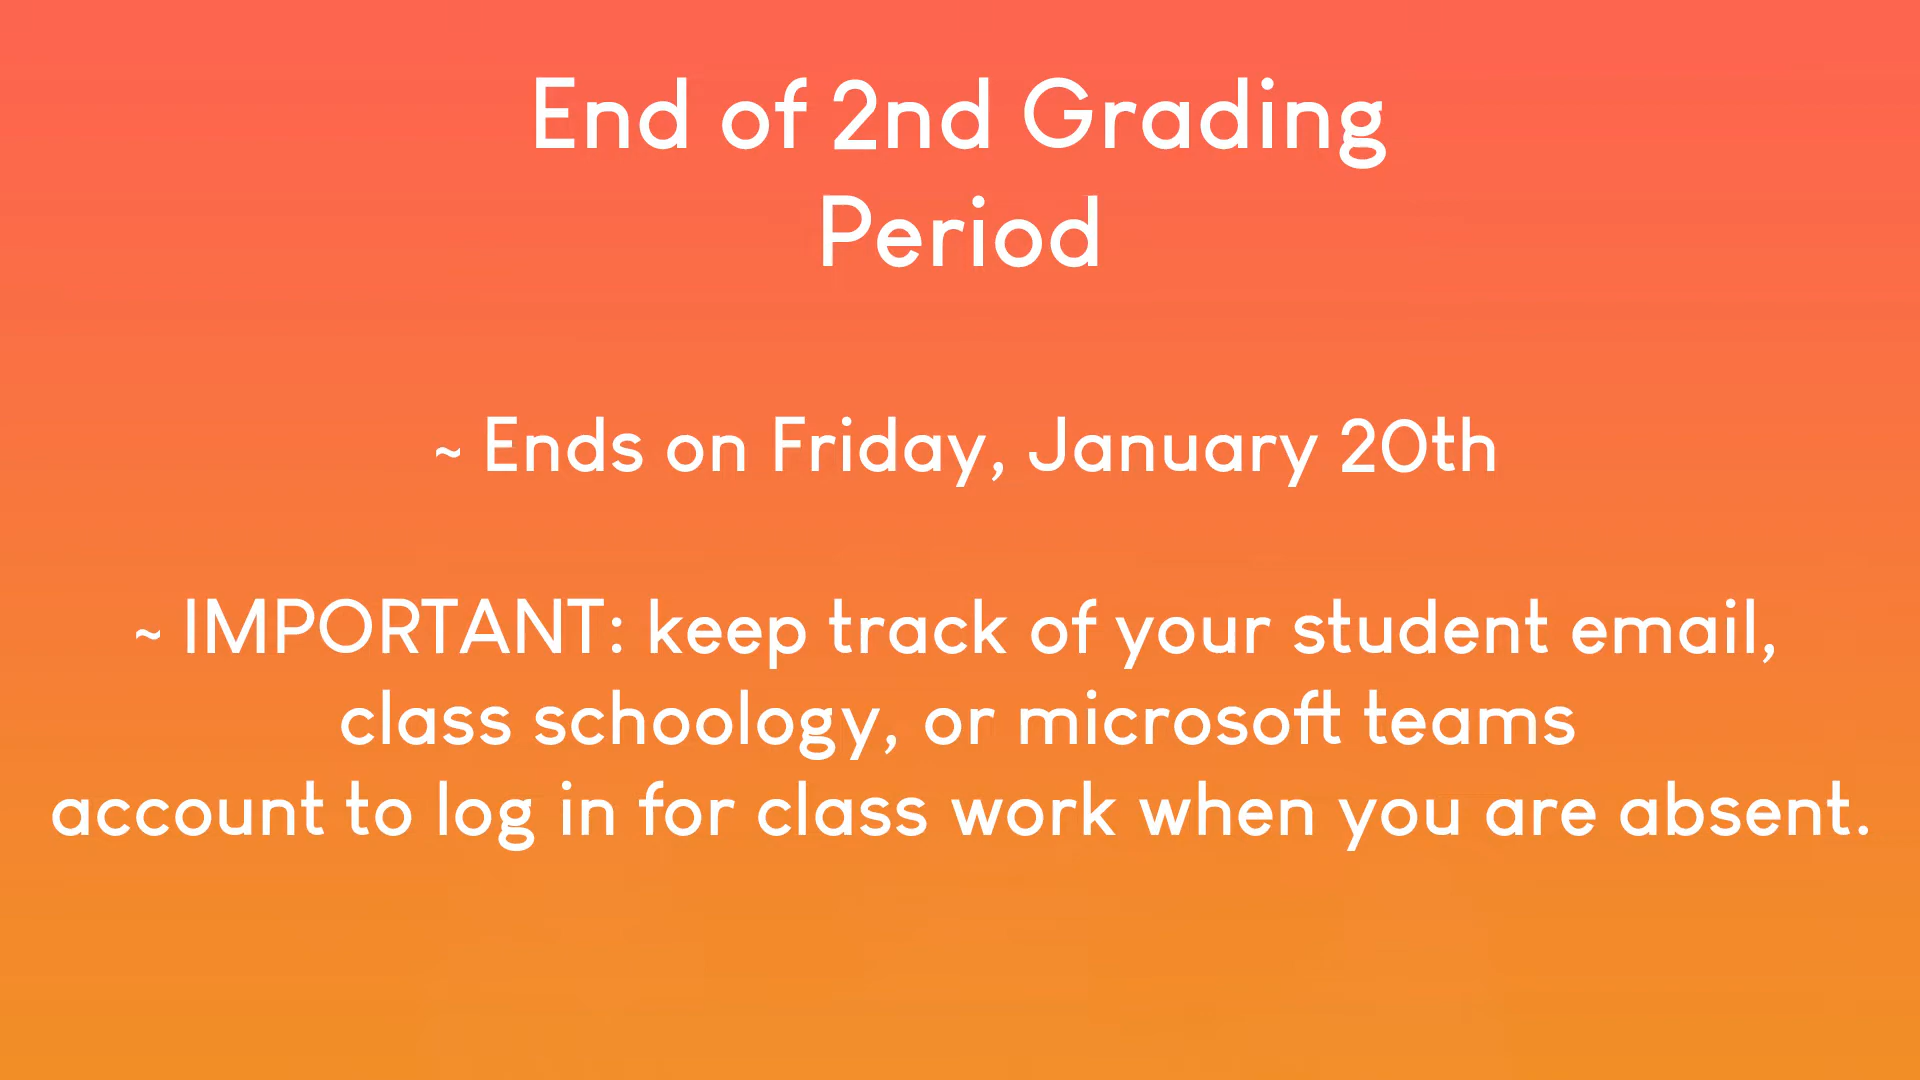 End of 2nd Grading
Period
~ Ends on Friday, January 20th
~ IMPORTANT: keep track of your student email,
class schoology, or microsoft teams
account to log in for class work when you are absent.